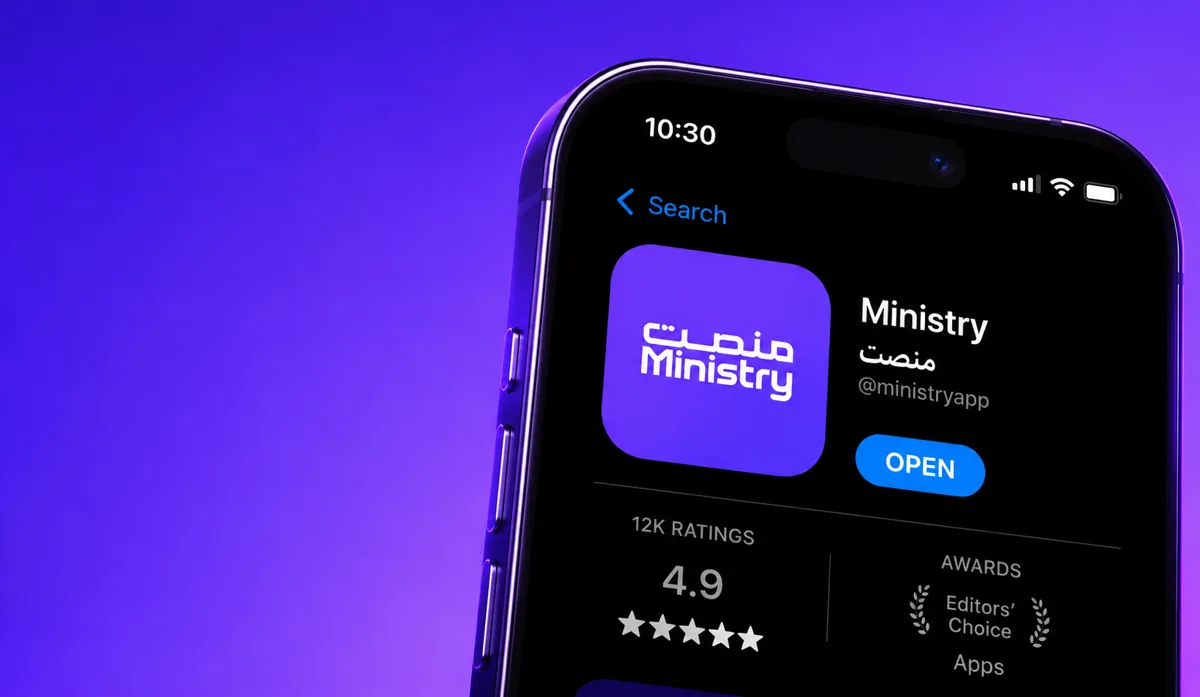 10:30
Search
منصت
Ministry
Ministry
منصت
@ministryapp
OPEN
12K RATINGS
4.9
AWARDS
Editors’
Choice
Apps